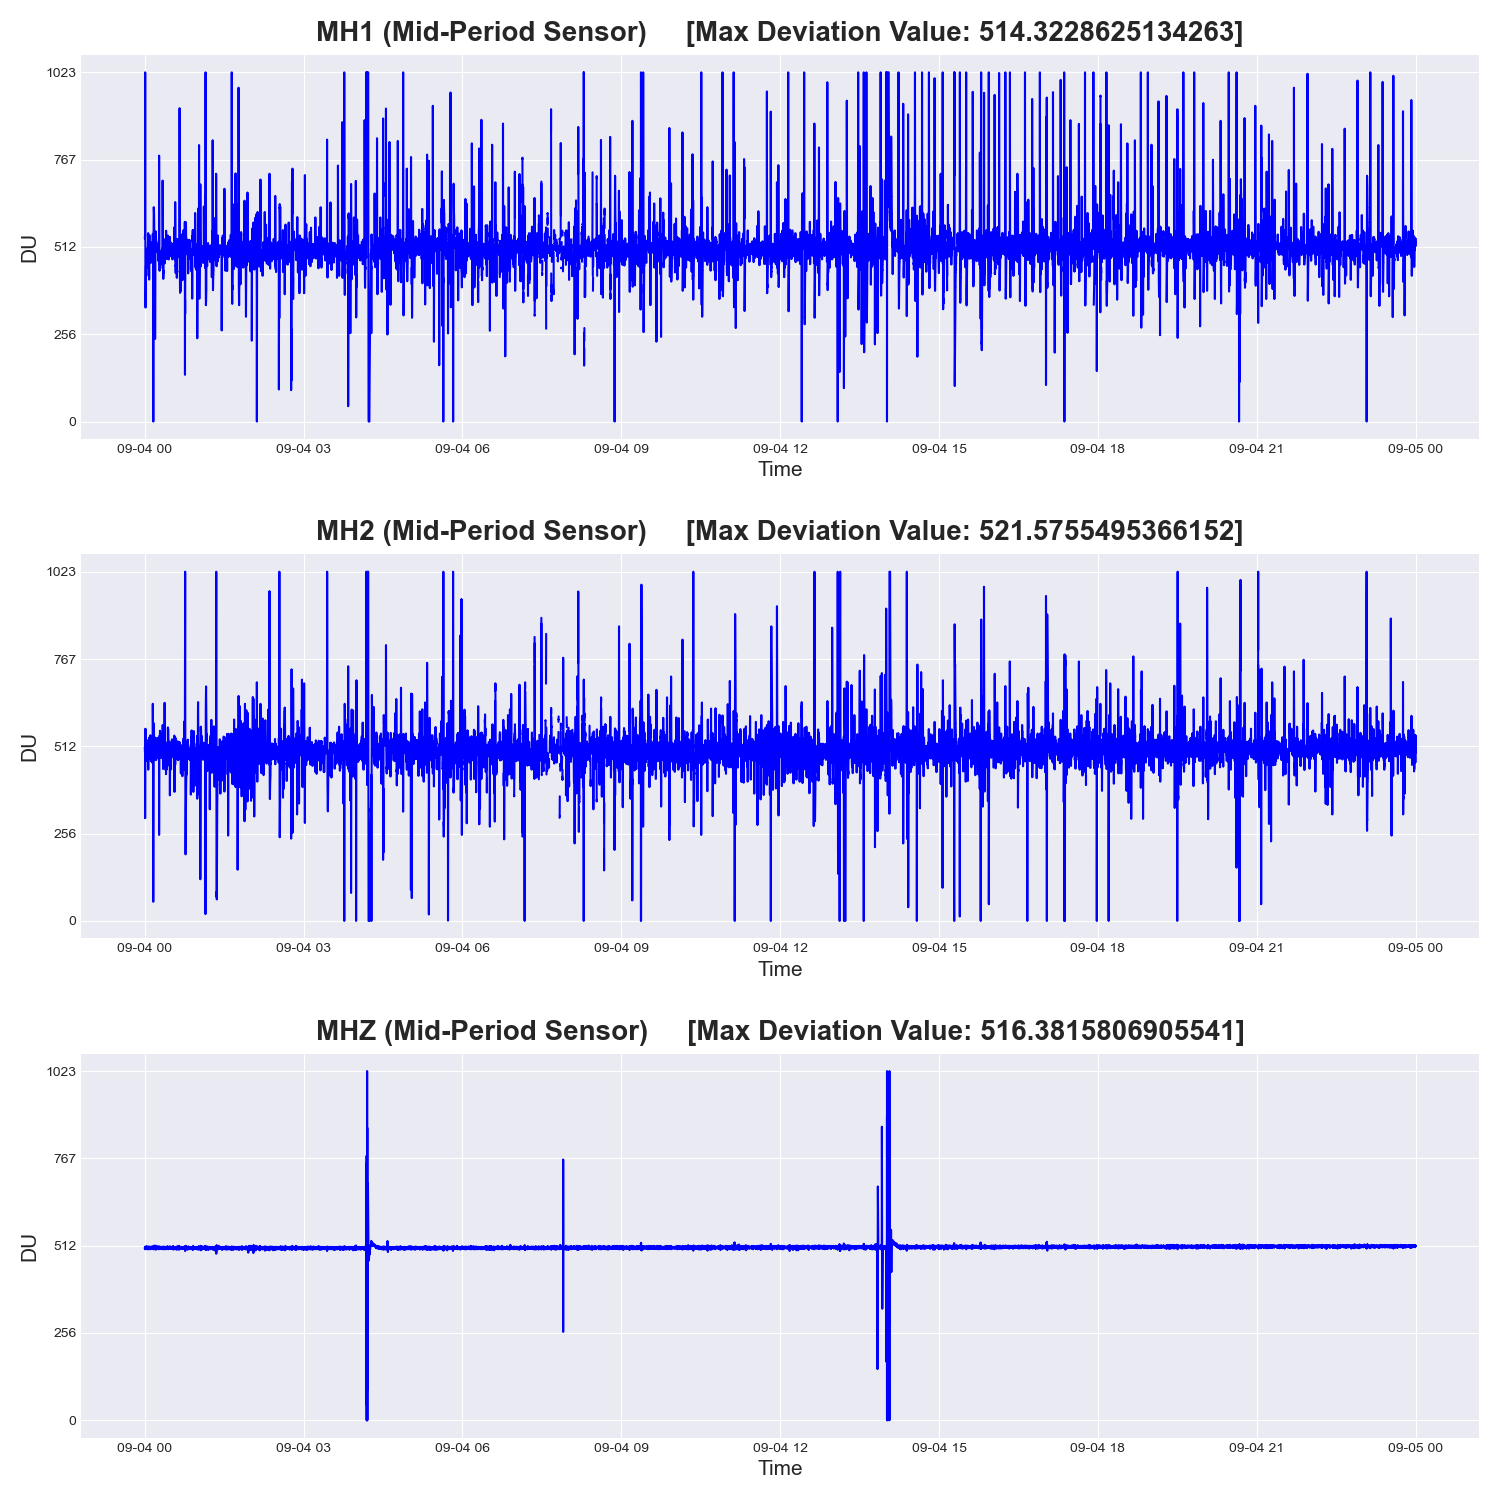 MH1 (Mid-Period Sensor) [Max Deviation Value: 514.3228625134263]
1023
767
512
256
0
DU
09-04 00 09-04 03 09-04 06 09-04 09 09-04 12 09-04 15 09-04 18 09-04 21 09-05 00
Time
MH2 (Mid-Period Sensor) [Max Deviation Value: 521.5755495366152]
1023
767
512
256
0
DU
09-04 00 09-04 03 09-04 06 09-04 09 09-04 12 09-04 15 09-04 18 09-04 21 09-05 00
Time
MHZ (Mid-Period Sensor) [Max Deviation Value: 516.3815806905541]
1023
767
512
256
0
DU
09-04 00 09-04 03 09-04 06 09-04 09 09-04 12 09-04 15 09-04 18 09-04 21 09-05 00
Time